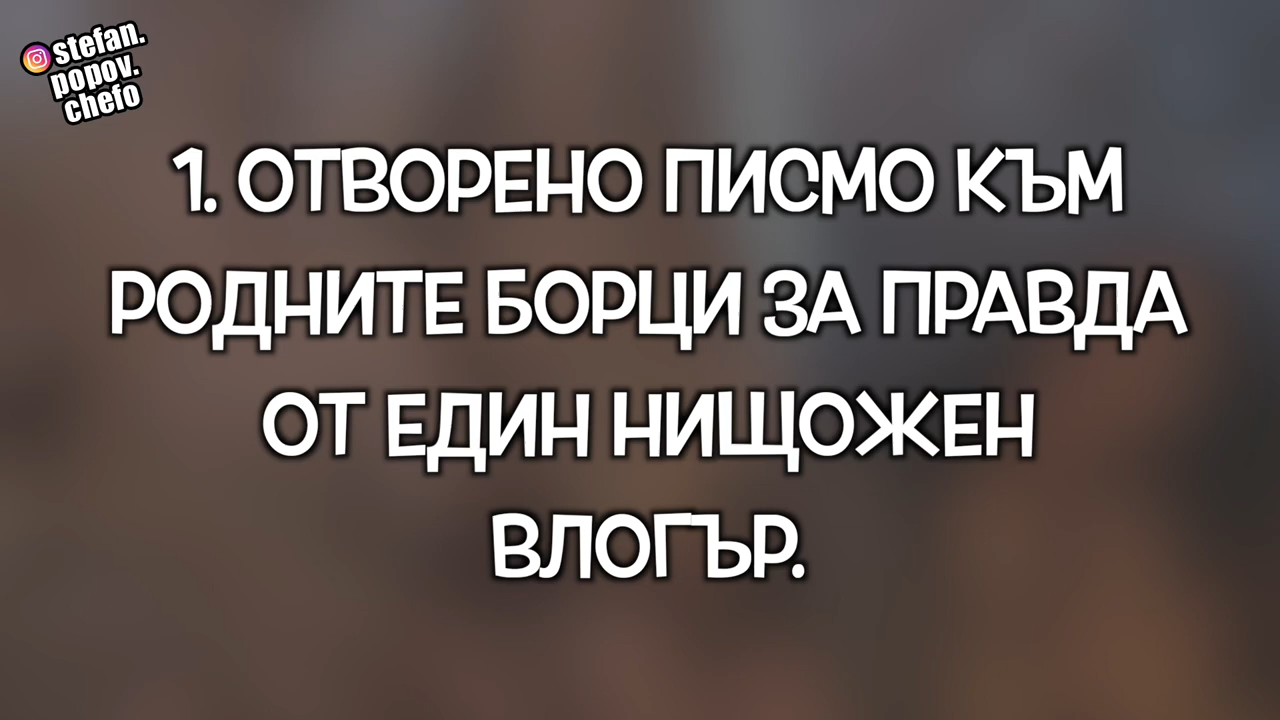 stefan.
popov.
chefo
1. ОТВОРЕНО ПИСМО КЪМ
РОДНИТЕ БОРЦИ ЗА ПРАВДА
ОТ ЕДИН НИЩОЖЕН
ВЛОГЪР.